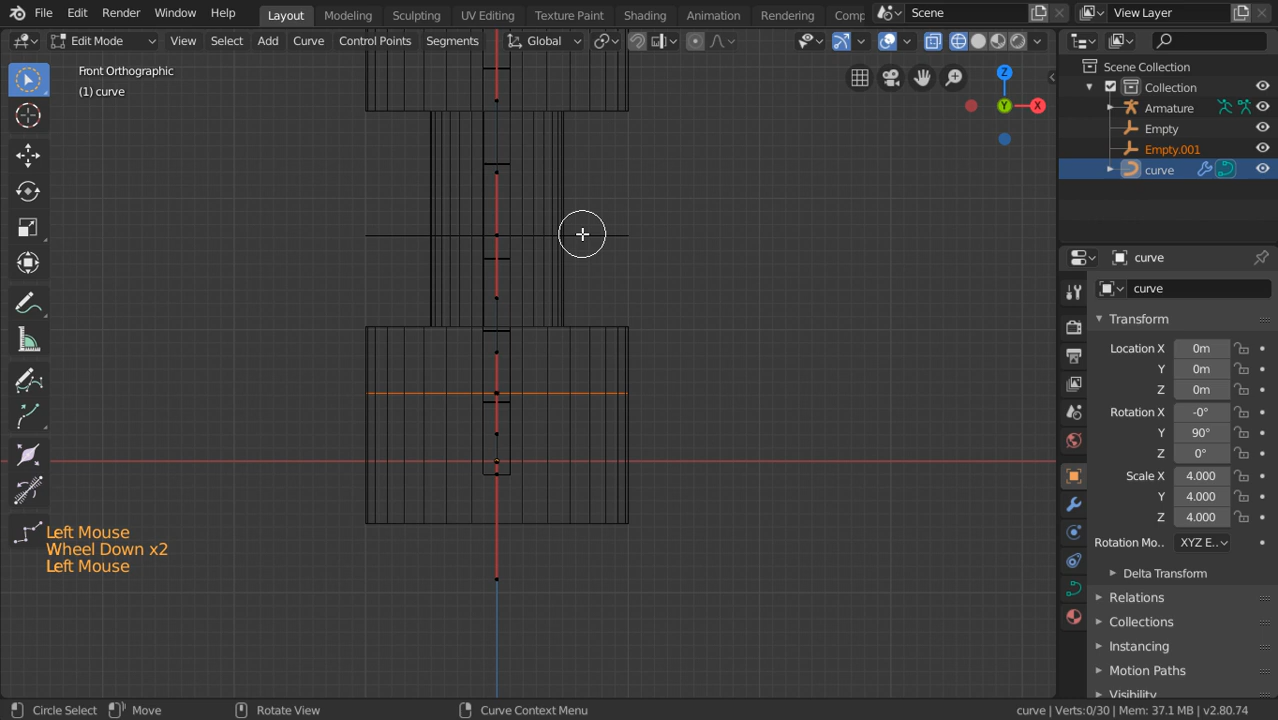 File Edit Render Window Help Layout Modeling Sculpting UV Editing Texture Paint Shading Animation Rendering Comp Scene View Layer
Edit Mode View Select Add Curve Control Points Segments Global
Front Orthographic
(1) curve
Z
Y
X
Scene Collection
Collection
Armature
Empty
Empty.001
curve
curve
curve
Transform
Location X 0m
Y 0m
Z 0m
Rotation X -0°
Y 90°
Z 0°
Scale X 4.000
Y 4.000
Z 4.000
Rotation Mo.. XYZ E..
Delta Transform
Relations
Collections
Instancing
Motion Paths
Visibility
Left Mouse
Wheel Down x2
Left Mouse
Circle Select Move Rotate View Curve Context Menu curve | Verts:0/30 | Mem: 37.1 MB | v2.80.74